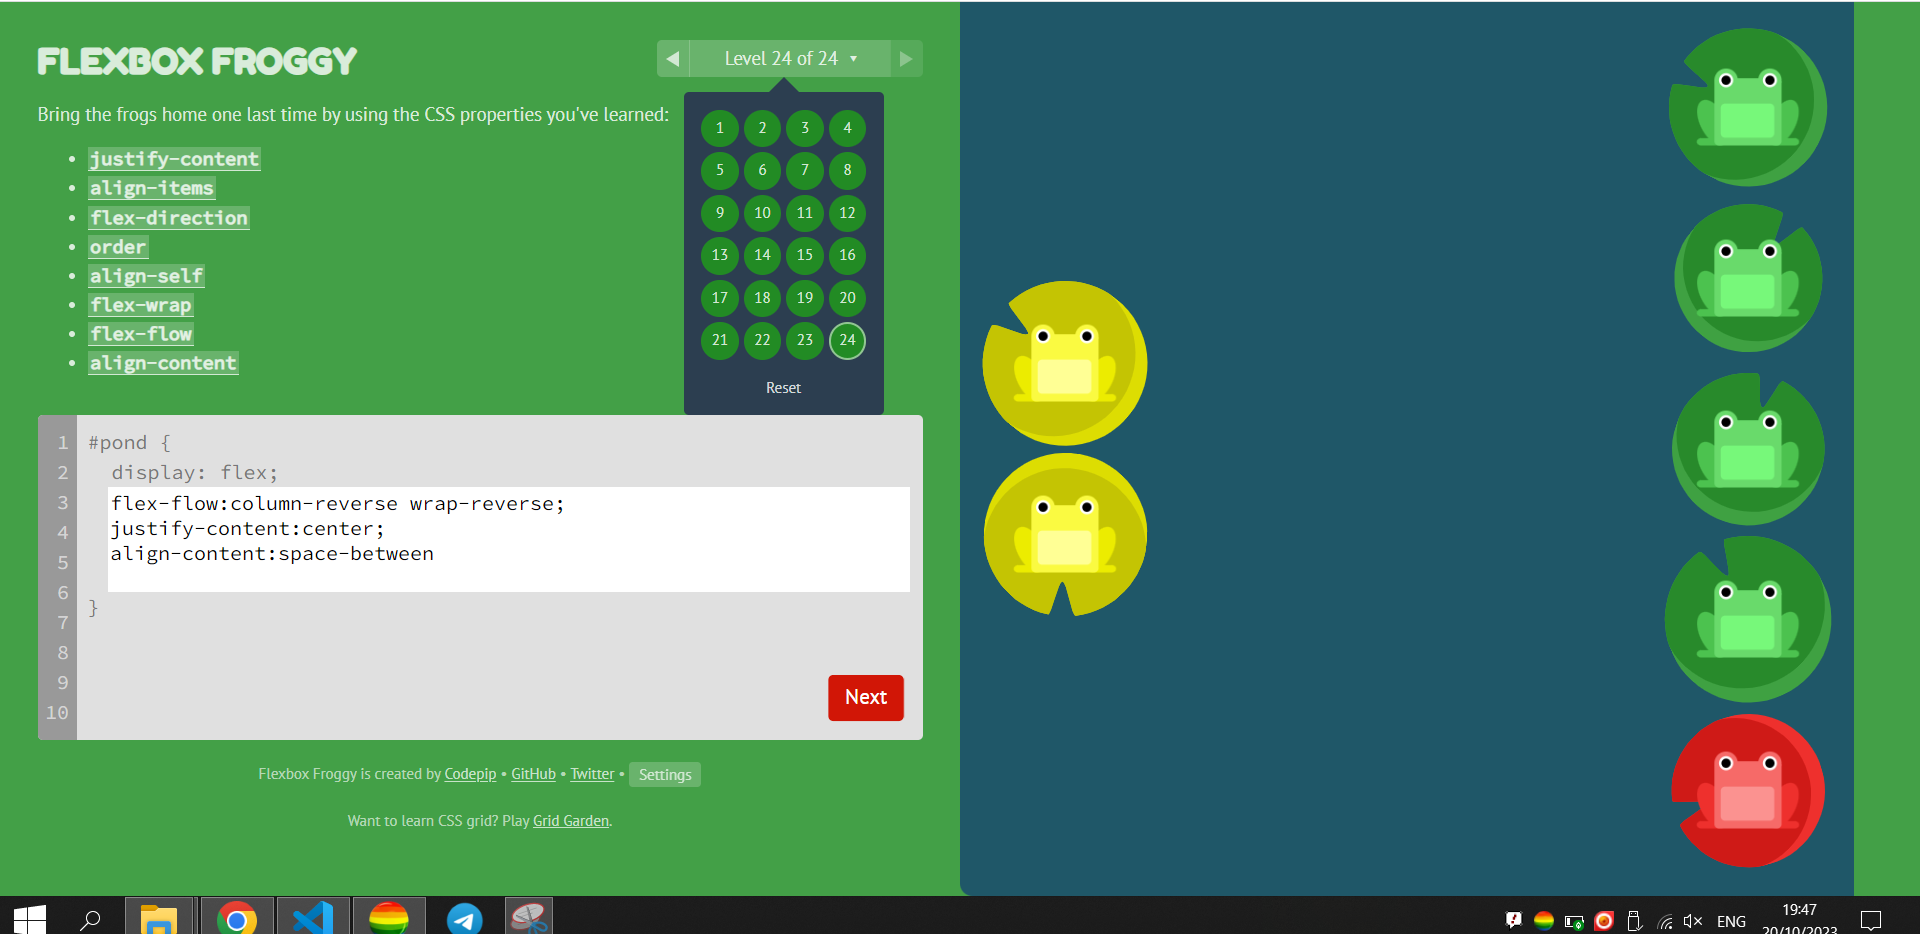 FLEXBOX FROGGY
Level 24 of 24
Bring the frogs home one last time by using the CSS properties you've learned:
justify-content
align-items
flex-direction
order
align-self
flex-wrap
flex-flow
align-content
1 2 3 4
5 6 7 8
9 10 11 12
13 14 15 16
17 18 19 20
21 22 23 24
Reset
1 #pond {
2 display: flex;
3 flex-flow:column-reverse wrap-reverse;
4 justify-content:center;
5 align-content:space-between
6 }
7
8
9
10
Next
Flexbox Froggy is created by Codepip • GitHub • Twitter • Settings
Want to learn CSS grid? Play Grid Garden.
ENG
19:47
20/10/2023